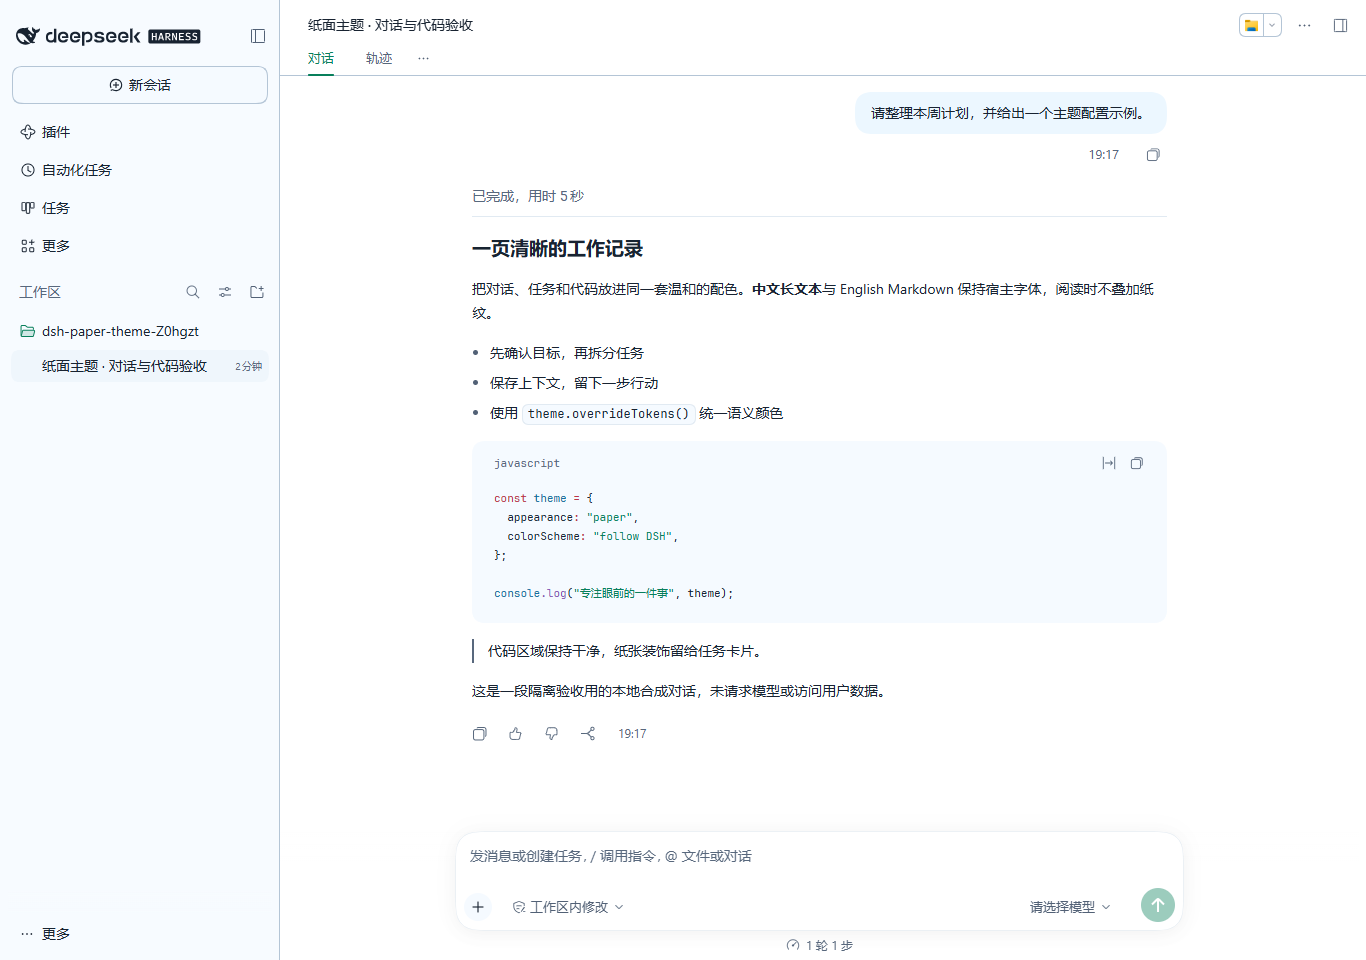 deepseek HARNESS
新会话
插件
自动化任务
任务
更多
工作区
dsh-paper-theme-Z0hgzt
纸面主题 · 对话与代码验收 2分钟
更多
纸面主题 · 对话与代码验收
对话 轨迹 ...
请整理本周计划，并给出一个主题配置示例。
19:17
已完成，用时 5 秒
一页清晰的工作记录
把对话、任务和代码放进同一套温和的配色。中文长文本与 English Markdown 保持宿主字体，阅读时不叠加纸
纹。
• 先确认目标，再拆分任务
• 保存上下文，留下一步行动
• 使用 theme.overrideTokens() 统一语义颜色
javascript
const theme = {
  appearance: "paper",
  colorScheme: "follow DSH",
};
console.log("专注眼前的一件事", theme);
代码区域保持干净，纸张装饰留给任务卡片。
这是一段隔离验收用的本地合成对话，未请求模型或访问用户数据。
19:17
发消息或创建任务, / 调用指令, @ 文件或对话
工作区内修改 请选择模型
1 轮 1 步